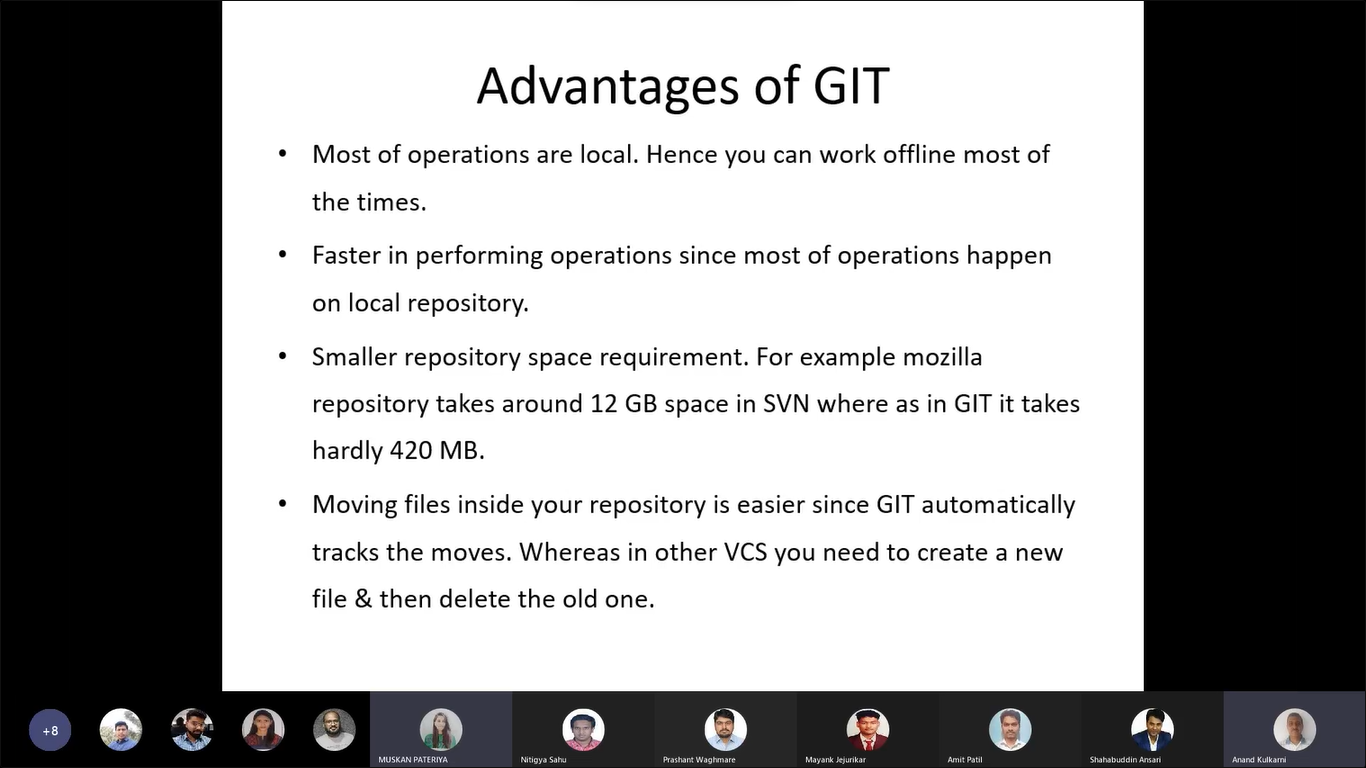 Advantages of GIT
• Most of operations are local. Hence you can work offline most of
the times.
• Faster in performing operations since most of operations happen
on local repository.
• Smaller repository space requirement. For example mozilla
repository takes around 12 GB space in SVN where as in GIT it takes
hardly 420 MB.
• Moving files inside your repository is easier since GIT automatically
tracks the moves. Whereas in other VCS you need to create a new
file & then delete the old one.
+8
MUSKAN PATERIYA
Nitigya Sahu
Prashant Waghmare
Mayank Jejurikar
Amit Patil
Shahabuddin Ansari
Anand Kulkarni